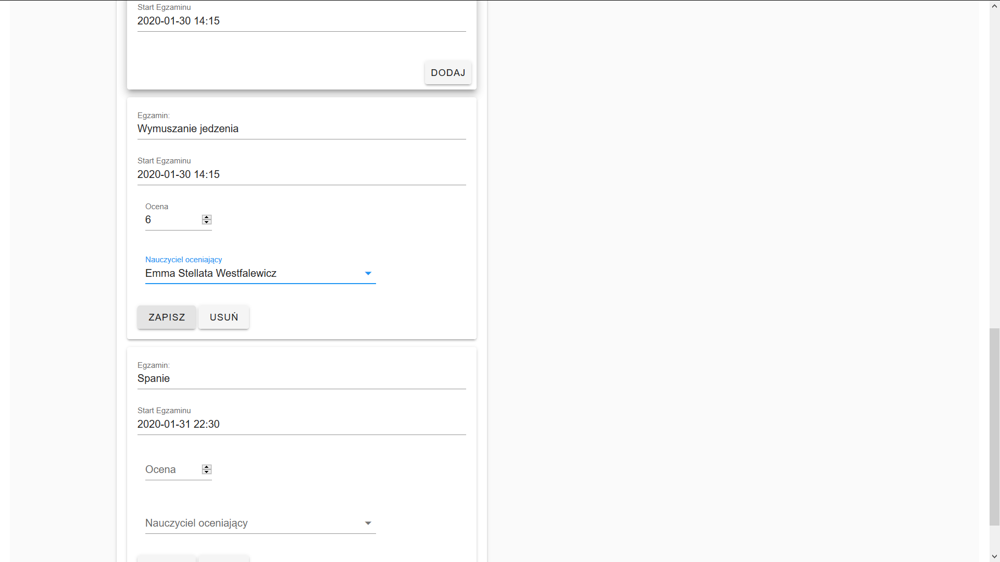 Start Egzaminu
2020-01-30 14:15
DODAJ
Egzamin:
Wymuszanie jedzenia
Start Egzaminu
2020-01-30 14:15
Ocena
6
Nauczyciel oceniający
Emma Stellata Westfalewicz
ZAPISZ USUŃ
Egzamin:
Spanie
Start Egzaminu
2020-01-31 22:30
Ocena
Nauczyciel oceniający